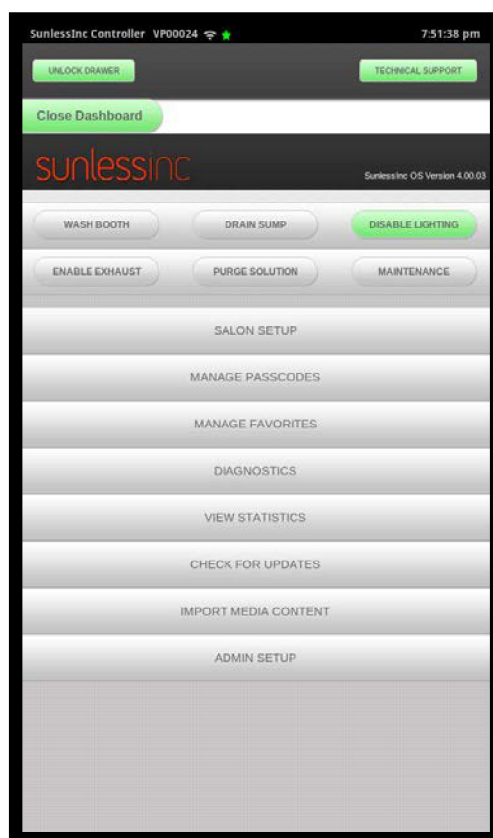 SunlessInc Controller VP00024 7:51:38 pm
UNLOCK DRAWER TECHNICAL SUPPORT
Close Dashboard
sunlessinc
SunlessInc OS Version 4.00.03
WASH BOOTH DRAIN SUMP DISABLE LIGHTING
ENABLE EXHAUST PURGE SOLUTION MAINTENANCE
SALON SETUP
MANAGE PASSCODES
MANAGE FAVORITES
DIAGNOSTICS
VIEW STATISTICS
CHECK FOR UPDATES
IMPORT MEDIA CONTENT
ADMIN SETUP